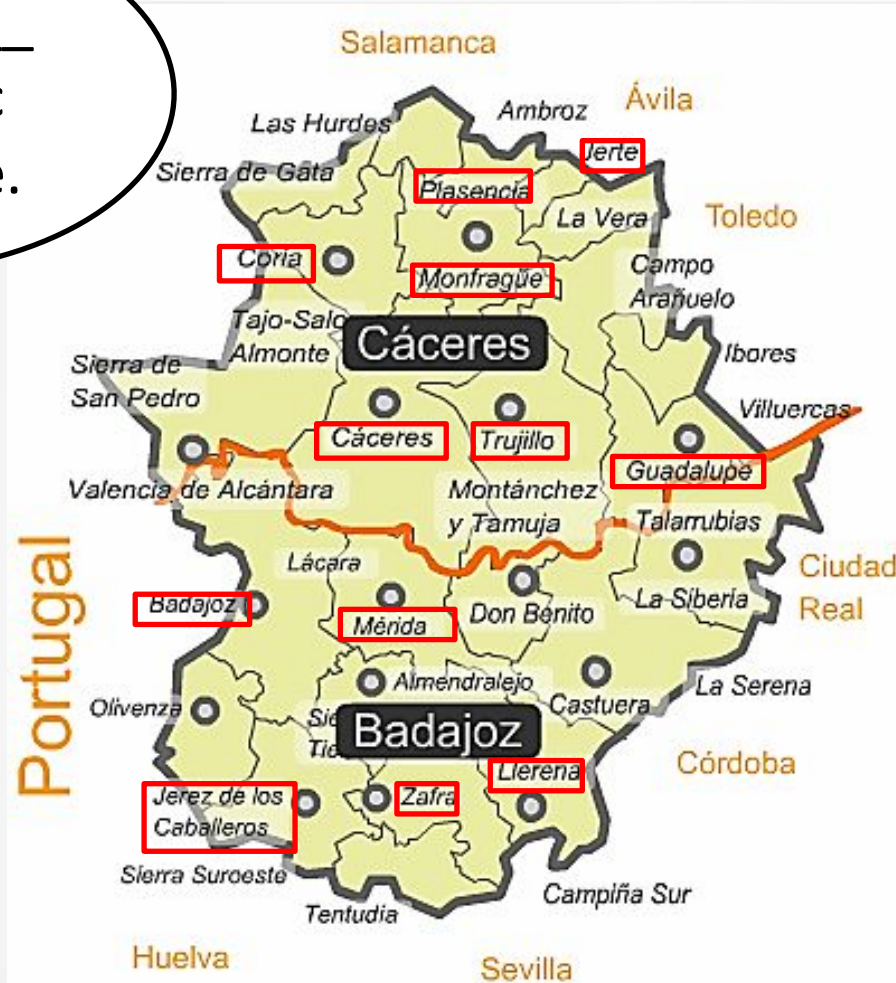 Salamanca
Ambroz
Ávila
Las Hurdes
Jerte
Sierra de Gata
Plasencia
La Vera
Toledo
Coria
Monfragüe
Campo
Arañuelo
Tajo-Salo
Almonte
Cáceres
Ibores
Sierra de
San Pedro
Villuercas
Cáceres
Trujillo
Guadalupe
Valencia de Alcántara
Montánchez
y Tamuja
Talarrubias
Portugal
Lácara
Ciudad
Real
Badajoz
Mérida
Don Benito
La Siberia
Almendralejo
La Serena
Olivenza
Castuera
Sie
Tie
Badajoz
Córdoba
Llerena
Jerez de los
Caballeros
Zafra
Sierra Suroeste
Campiña Sur
Tentudia
Huelva
Sevilla